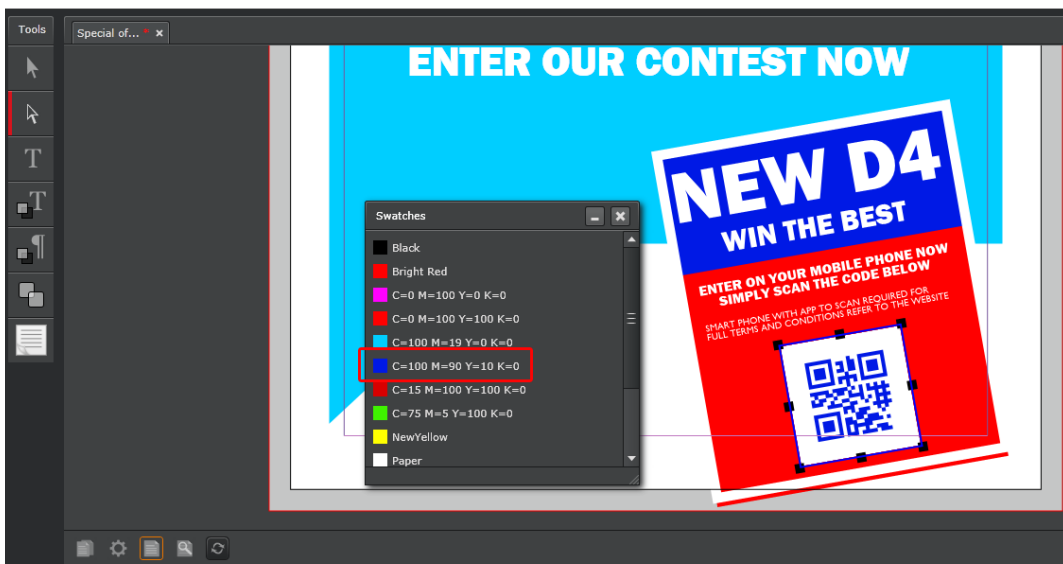 Tools
Special of...* ×
ENTER OUR CONTEST NOW
T
T
¶
Swatches
Black
Bright Red
C=0 M=100 Y=0 K=0
C=0 M=100 Y=100 K=0
C=100 M=19 Y=0 K=0
C=100 M=90 Y=10 K=0
C=15 M=100 Y=100 K=0
C=75 M=5 Y=100 K=0
NewYellow
Paper
NEW D4
WIN THE BEST
ENTER ON YOUR MOBILE PHONE NOW
SIMPLY SCAN THE CODE BELOW
SMART PHONE WITH APP TO SCAN REQUIRED FOR
FULL TERMS AND CONDITIONS REFER TO THE WEBSITE